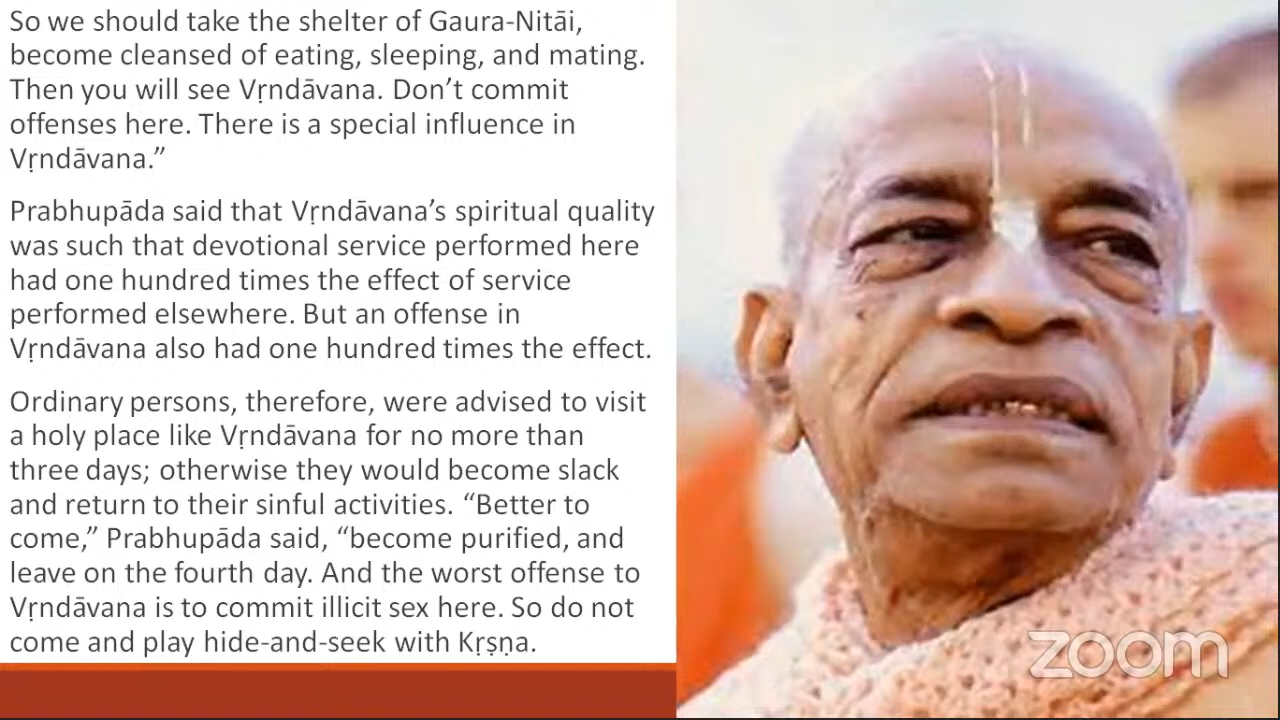 So we should take the shelter of Gaura-Nitāi,
become cleansed of eating, sleeping, and mating.
Then you will see Vṛndāvana. Don’t commit
offenses here. There is a special influence in
Vṛndāvana.”
Prabhupāda said that Vṛndāvana’s spiritual quality
was such that devotional service performed here
had one hundred times the effect of service
performed elsewhere. But an offense in
Vṛndāvana also had one hundred times the effect.
Ordinary persons, therefore, were advised to visit
a holy place like Vṛndāvana for no more than
three days; otherwise they would become slack
and return to their sinful activities. “Better to
come,” Prabhupāda said, “become purified, and
leave on the fourth day. And the worst offense to
Vṛndāvana is to commit illicit sex here. So do not
come and play hide-and-seek with Kṛṣṇa.
zoom